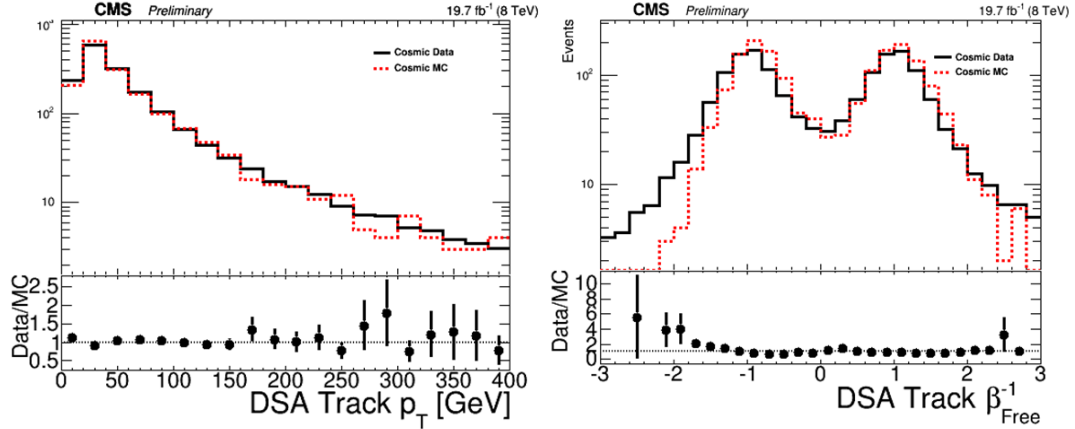 CMS Preliminary 19.7 fb⁻¹ (8 TeV)
10³
Cosmic Data
Cosmic MC
10²
10
Data/MC
2.5
2
1.5
1
0.5
0 50 100 150 200 250 300 350 400
DSA Track p_T [GeV]
CMS Preliminary 19.7 fb⁻¹ (8 TeV)
Events
Cosmic Data
Cosmic MC
10²
10
Data/MC
10
8
6
4
2
0
-3 -2 -1 0 1 2 3
DSA Track β⁻¹_Free